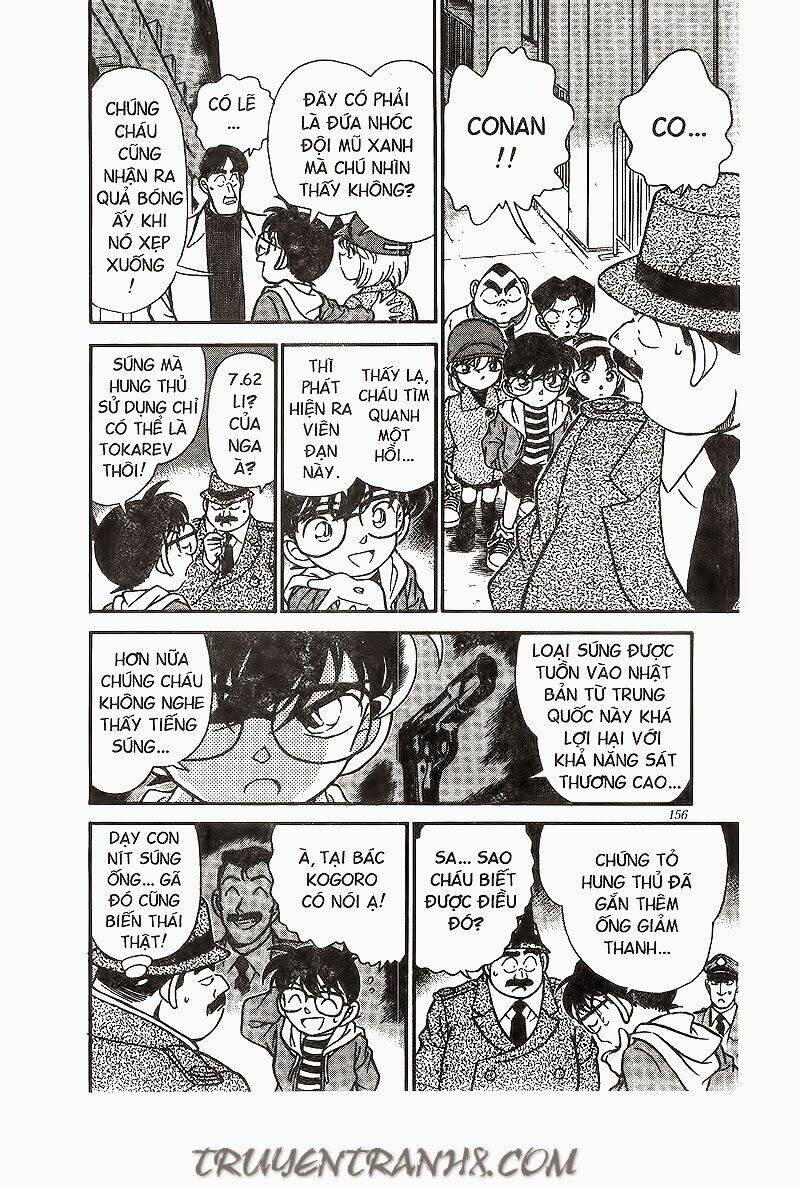 CO...
CONAN
!!
ĐÂY CÓ PHẢI
LÀ ĐỨA NHÓC
ĐỘI MŨ XANH
MÀ CHÚ NHÌN
THẤY KHÔNG?
CÓ LẼ
...
CHÚNG
CHÁU
CŨNG
NHẬN RA
QUẢ BÓNG
ẤY KHI
NÓ XẸP
XUỐNG
!
THẤY LẠ,
CHÁU TÌM
QUANH
MỘT
HỒI...
THÌ
PHÁT
HIỆN RA
VIÊN
ĐẠN
NÀY.
7.62
LI?
CỦA
NGA
À?
SÚNG MÀ
HUNG THỦ
SỬ DỤNG CHỈ
CÓ THỂ LÀ
TOKAREV
THÔI!
LOẠI SÚNG ĐƯỢC
TUỒN VÀO NHẬT
BẢN TỪ TRUNG
QUỐC NÀY KHÁ
LỢI HẠI VỚI
KHẢ NĂNG SÁT
THƯƠNG CAO...
HƠN NỮA
CHÚNG CHÁU
KHÔNG NGHE
THẤY TIẾNG
SÚNG...
156
CHỨNG TỎ
HUNG THỦ ĐÃ
GẮN THÊM
ỐNG GIẢM
THANH...
SA... SAO
CHÁU BIẾT
ĐƯỢC ĐIỀU
ĐÓ?
À, TẠI BÁC
KOGORO
CÓ NÓI Ạ!
DẠY CON
NÍT SÚNG
ỐNG... GÃ
ĐÓ CŨNG
BIẾN THÁI
THẬT!
TRUYENTRANH8.COM